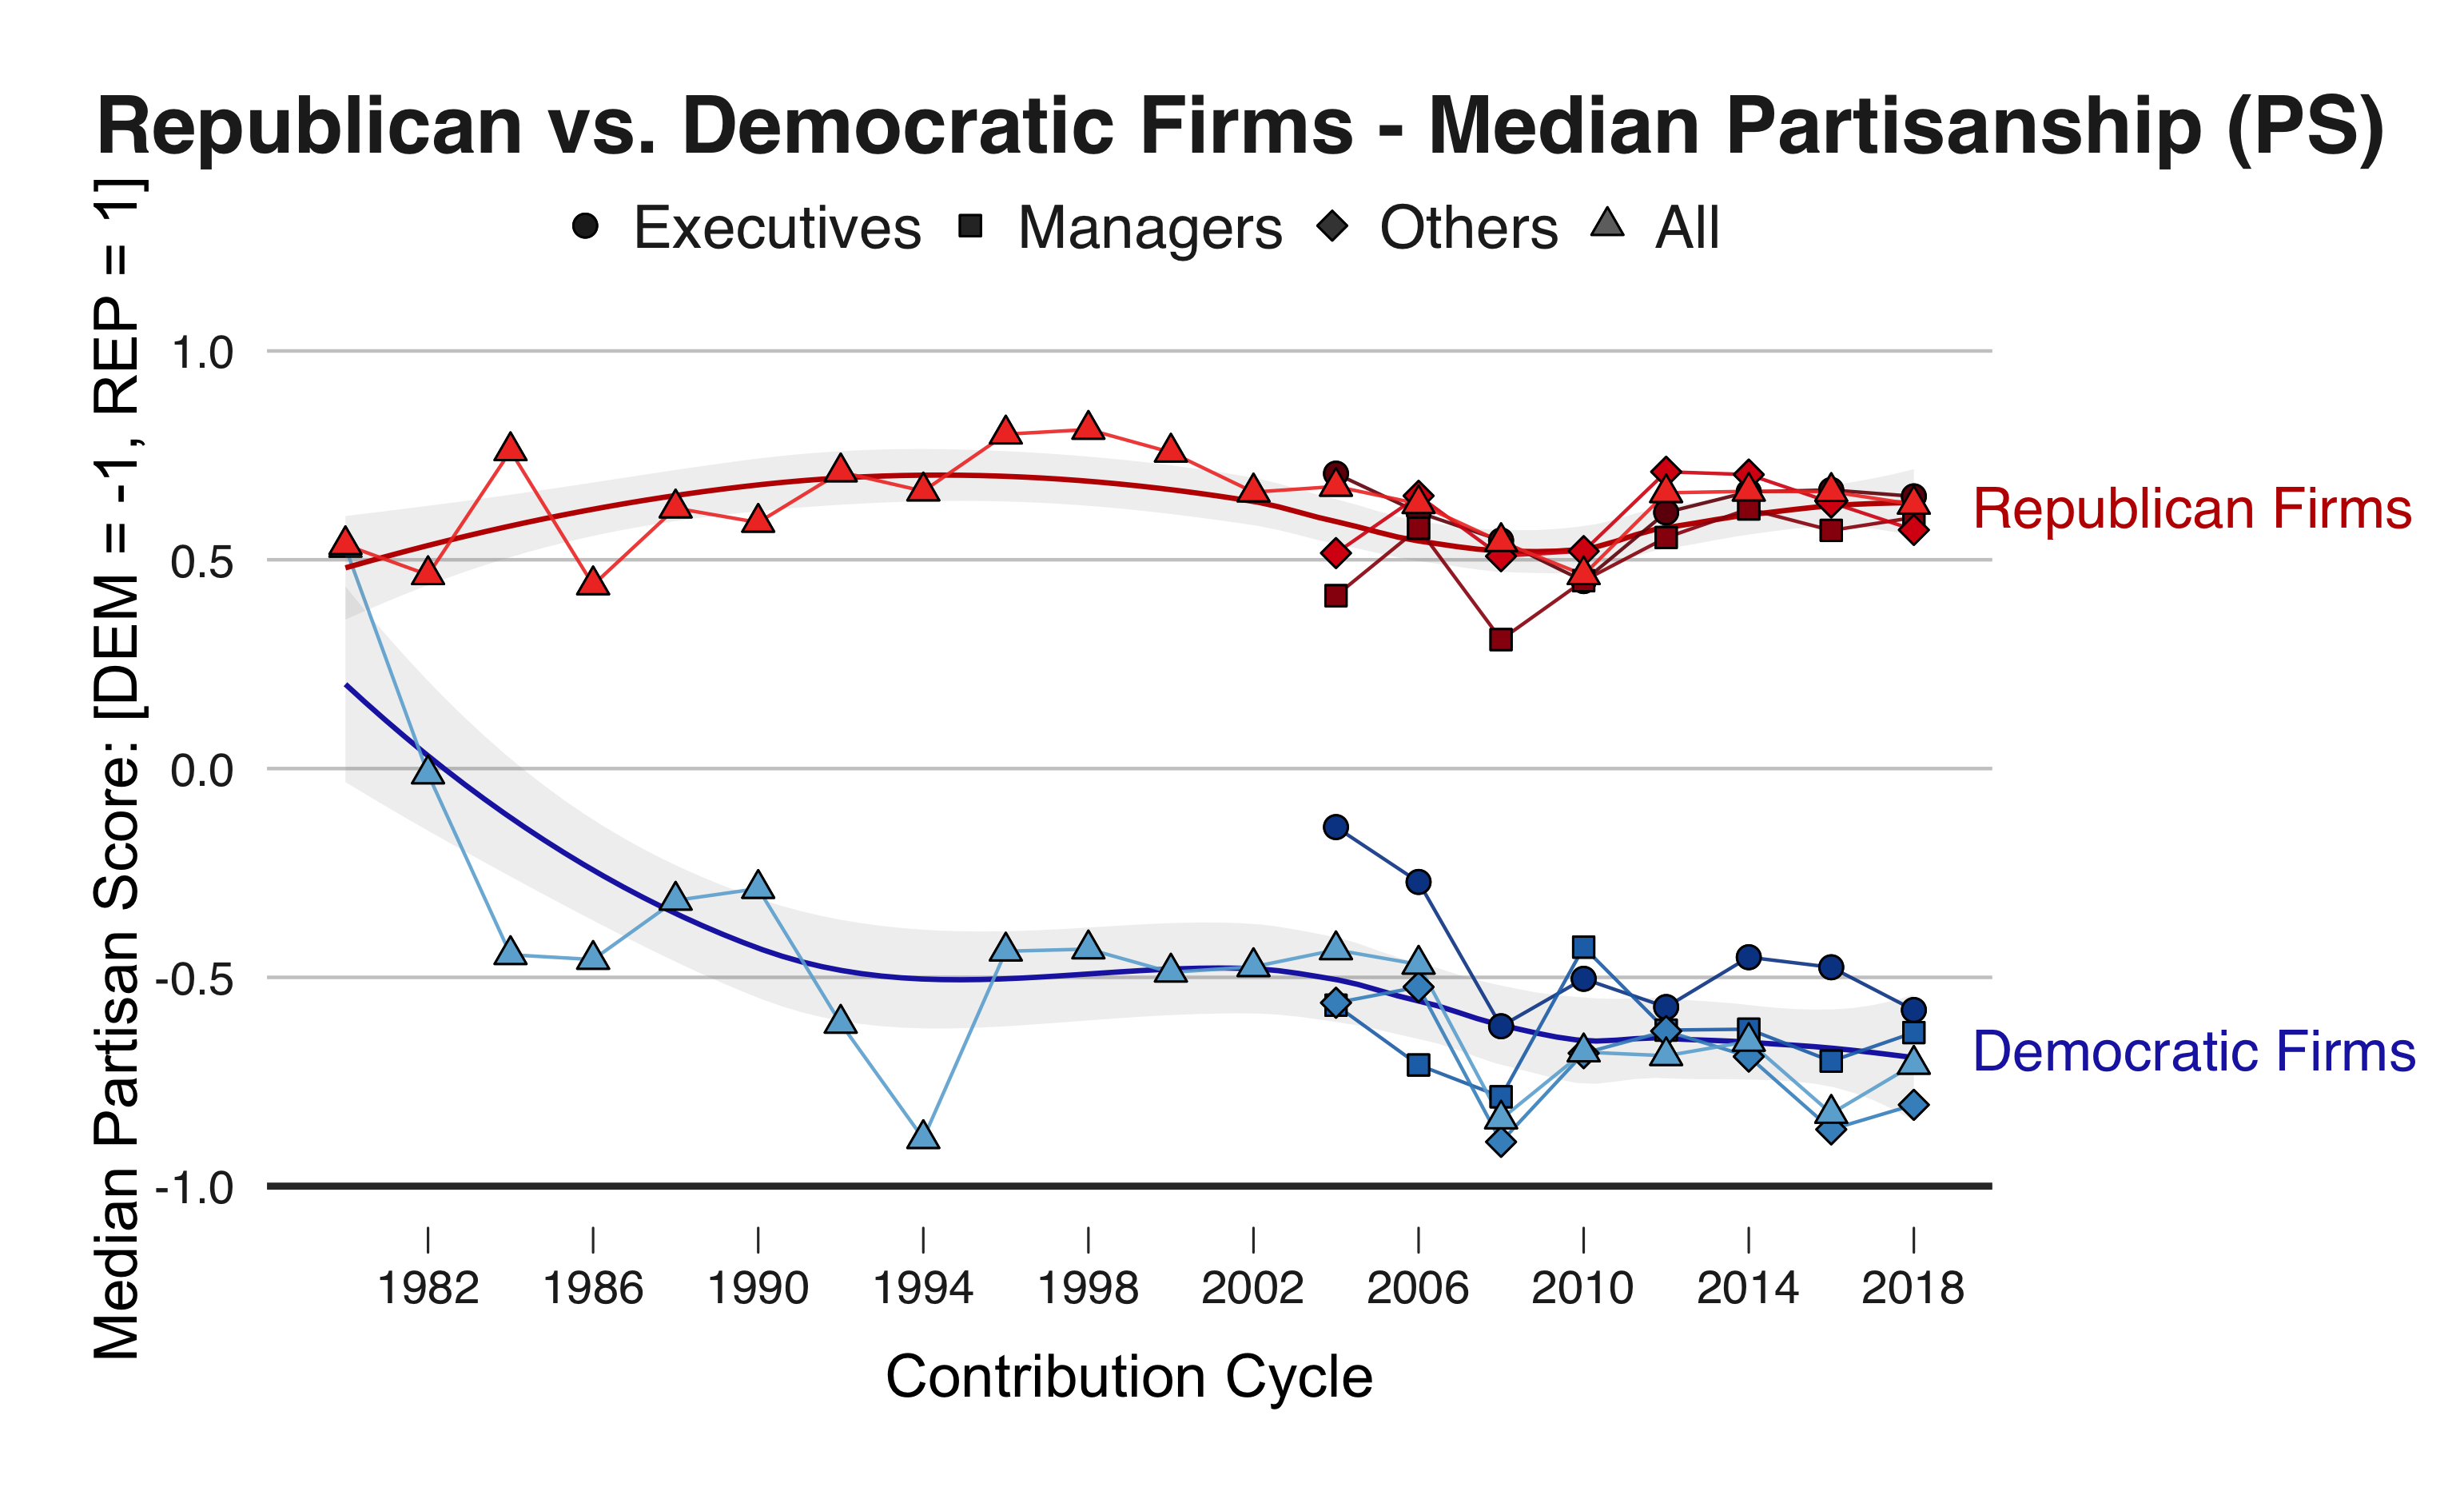 Republican vs. Democratic Firms - Median Partisanship (PS)
Executives Managers Others All
Median Partisan Score: [DEM = -1, REP = 1]
1.0
0.5
0.0
-0.5
-1.0
Republican Firms
Democratic Firms
1982 1986 1990 1994 1998 2002 2006 2010 2014 2018
Contribution Cycle